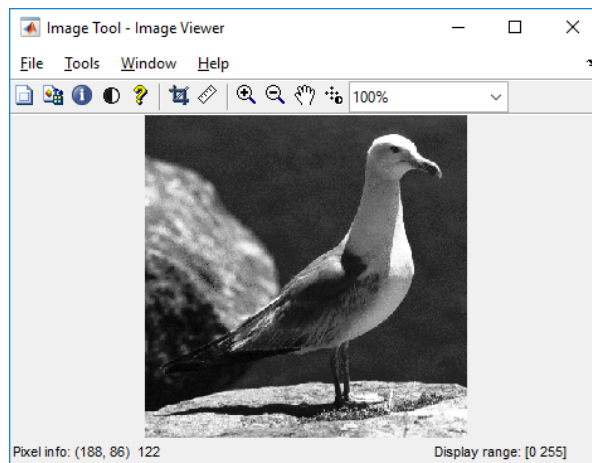 Image Tool - Image Viewer
File Tools Window Help
100%
Pixel info: (188, 86) 122
Display range: [0 255]